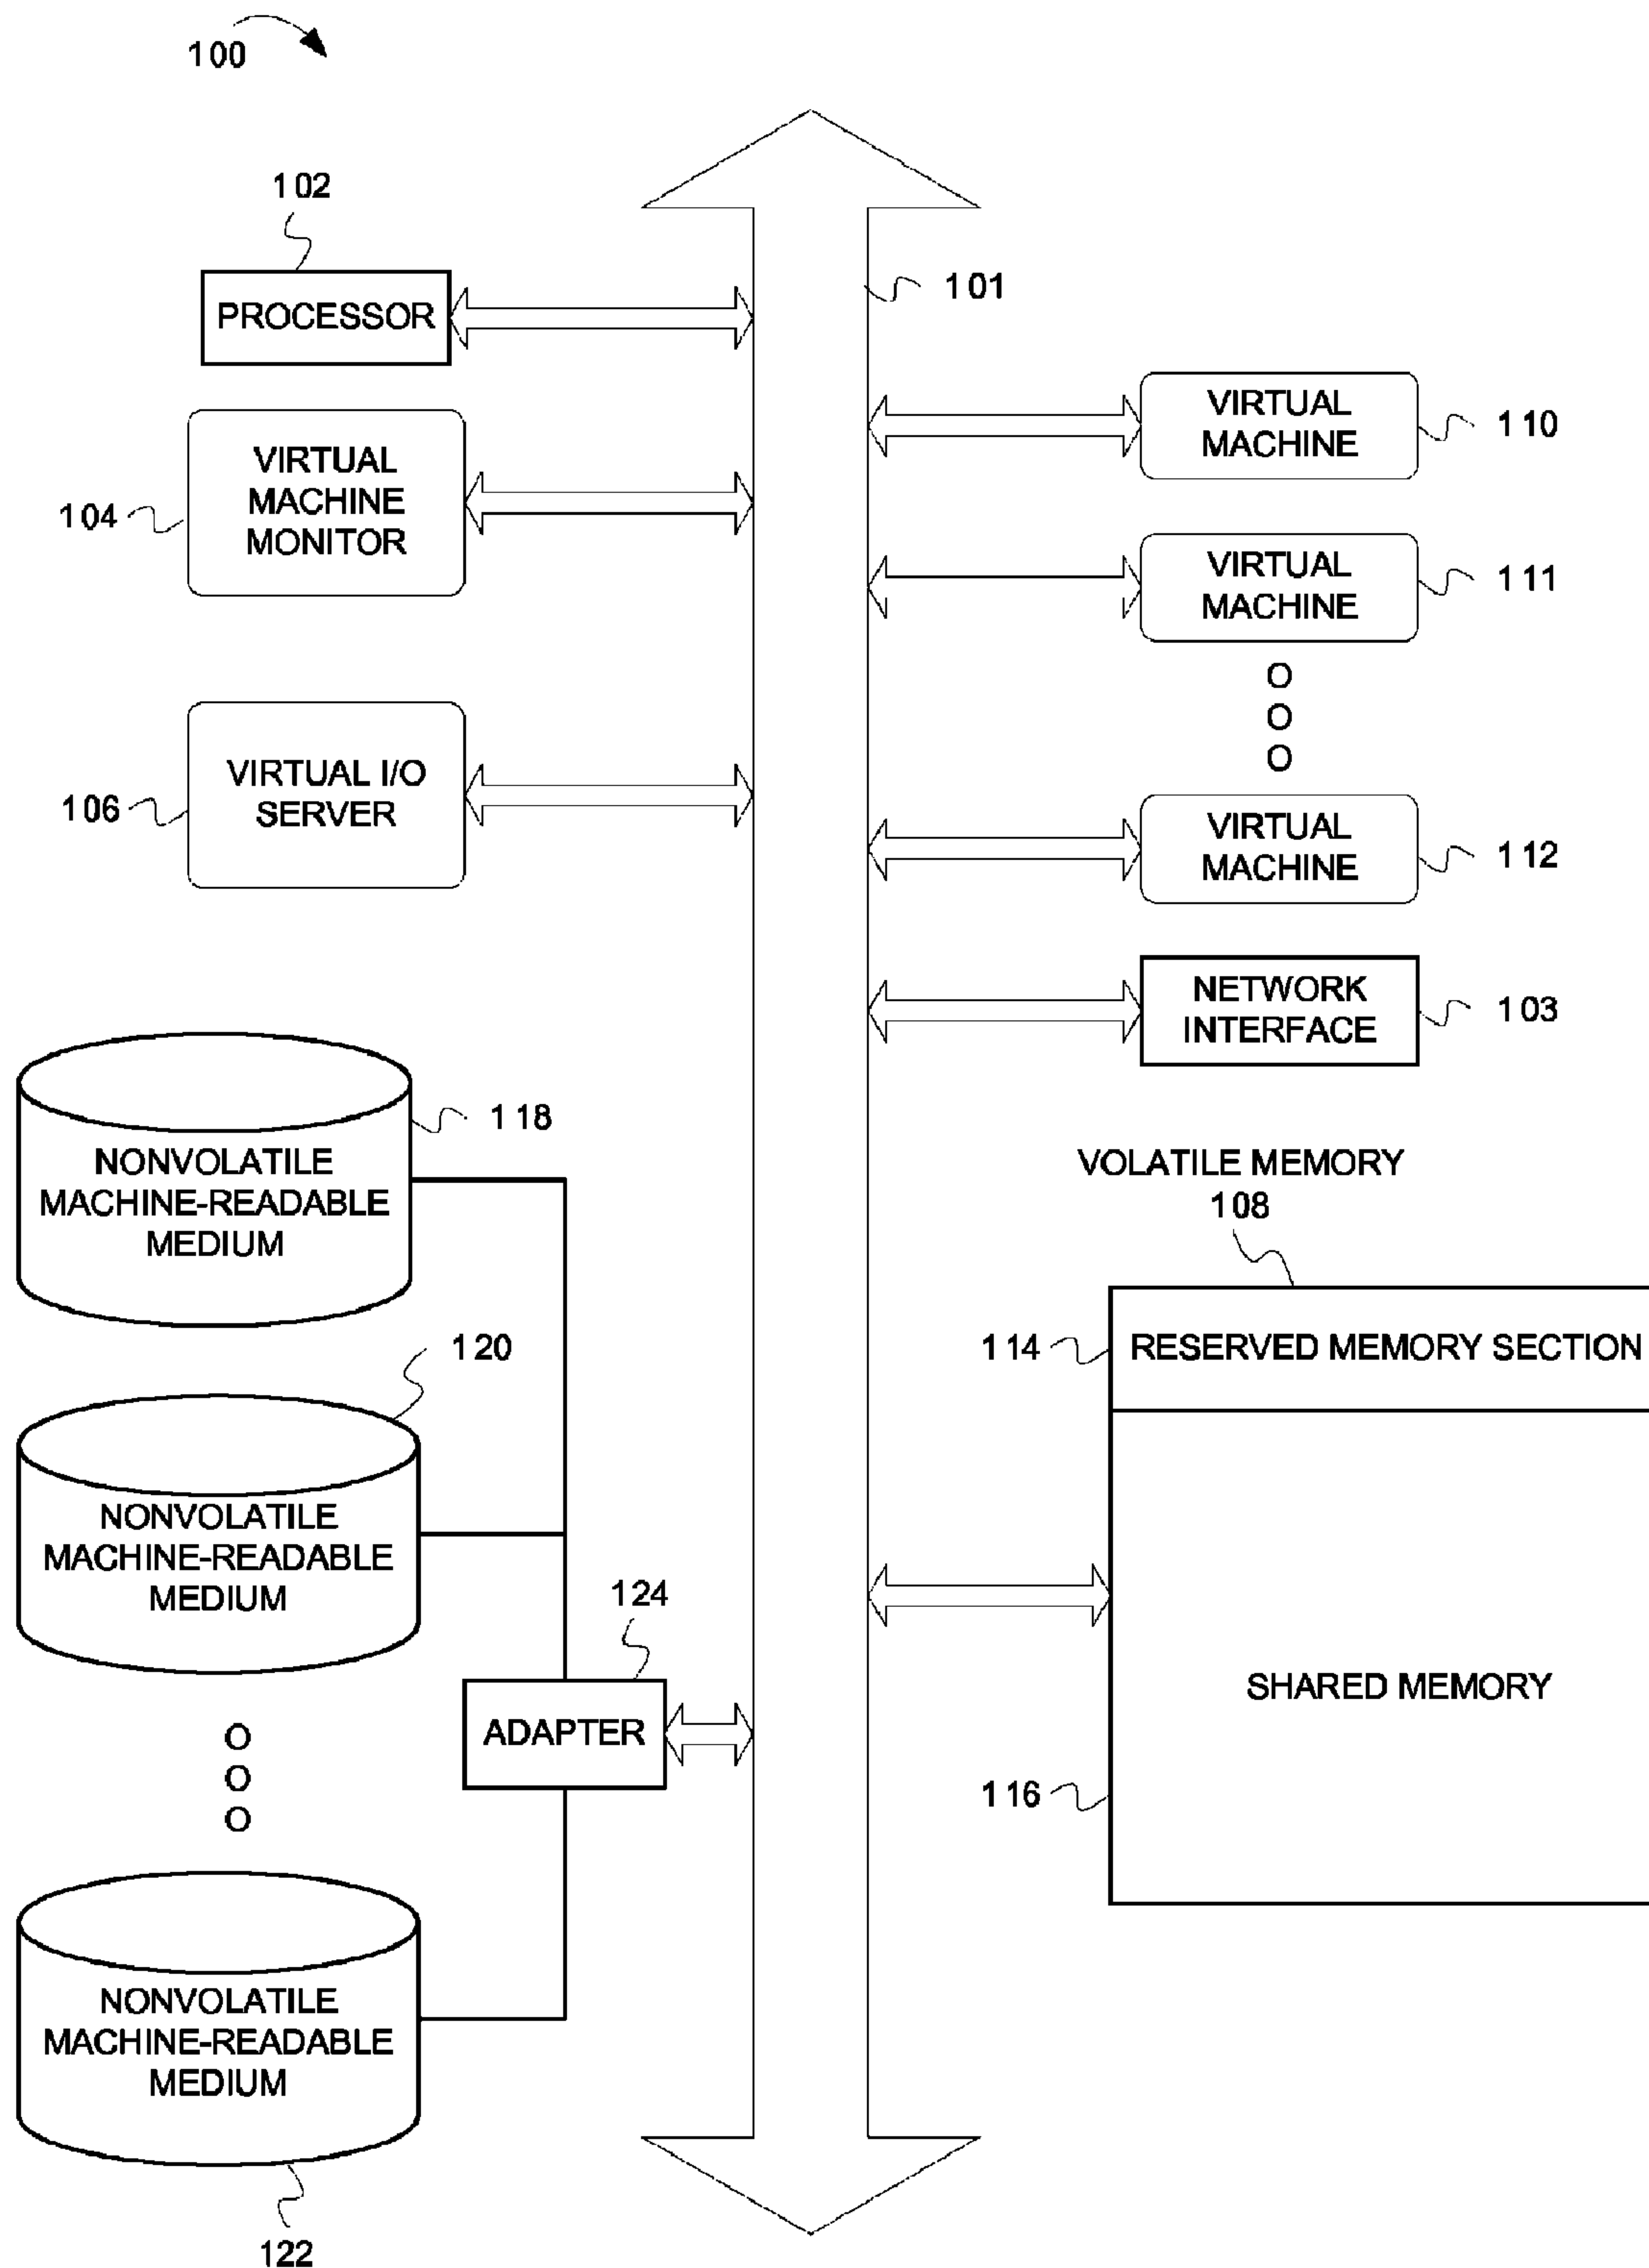 100
102
PROCESSOR
101
VIRTUAL
MACHINE
110
VIRTUAL
MACHINE
MONITOR
104
VIRTUAL
MACHINE
111
O
O
O
VIRTUAL I/O
SERVER
106
VIRTUAL
MACHINE
112
NETWORK
INTERFACE
103
118
NONVOLATILE
MACHINE-READABLE
MEDIUM
VOLATILE MEMORY
108
120
114
RESERVED MEMORY SECTION
NONVOLATILE
MACHINE-READABLE
MEDIUM
124
ADAPTER
SHARED MEMORY
116
O
O
O
NONVOLATILE
MACHINE-READABLE
MEDIUM
122